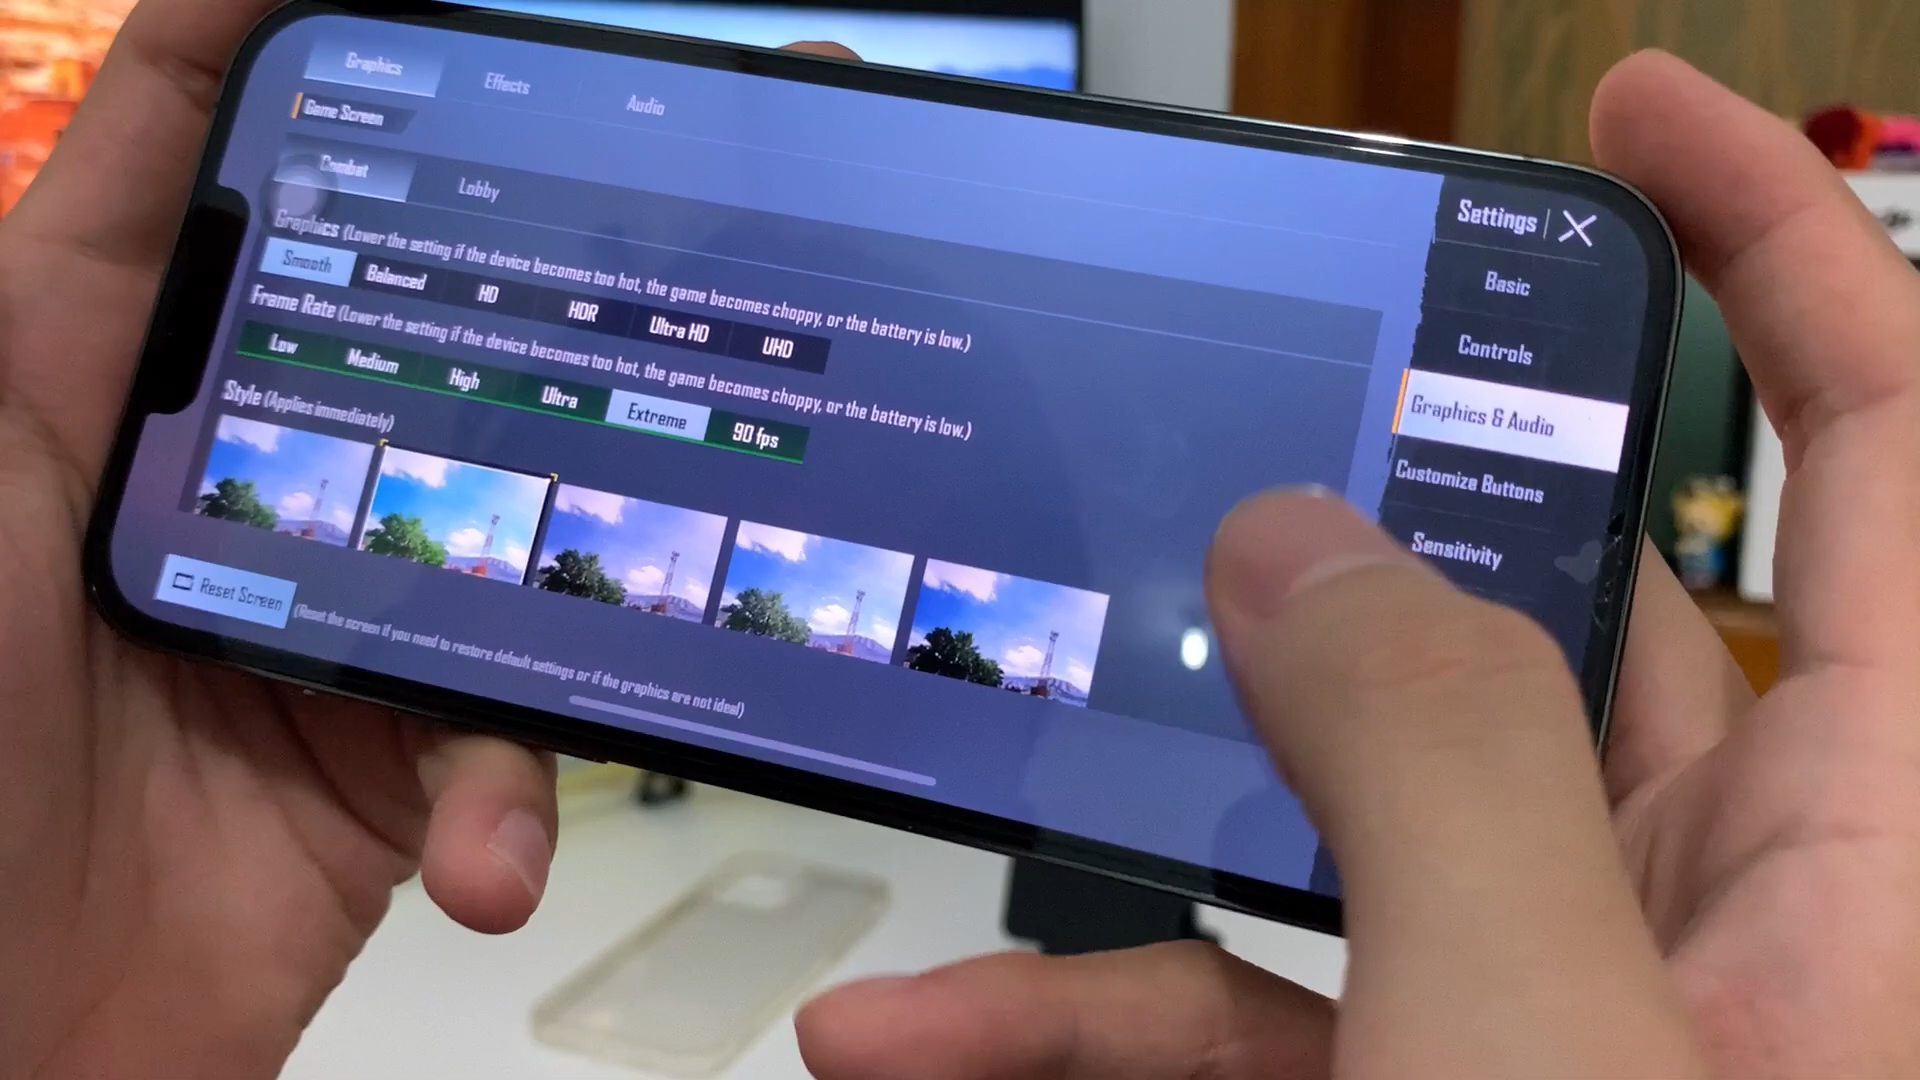 Graphics Effects Audio
Game Screen
Combat Lobby
Graphics (Lower the setting if the device becomes too hot, the game becomes choppy, or the battery is low.)
Smooth Balanced HD HDR Ultra HD UHD
Frame Rate (Lower the setting if the device becomes too hot, the game becomes choppy, or the battery is low.)
Low Medium High Ultra Extreme 90 fps
Style (Applies immediately)
Reset Screen
(Reset the screen if you need to restore default settings or if the graphics are not ideal)
Settings
Basic
Controls
Graphics & Audio
Customize Buttons
Sensitivity